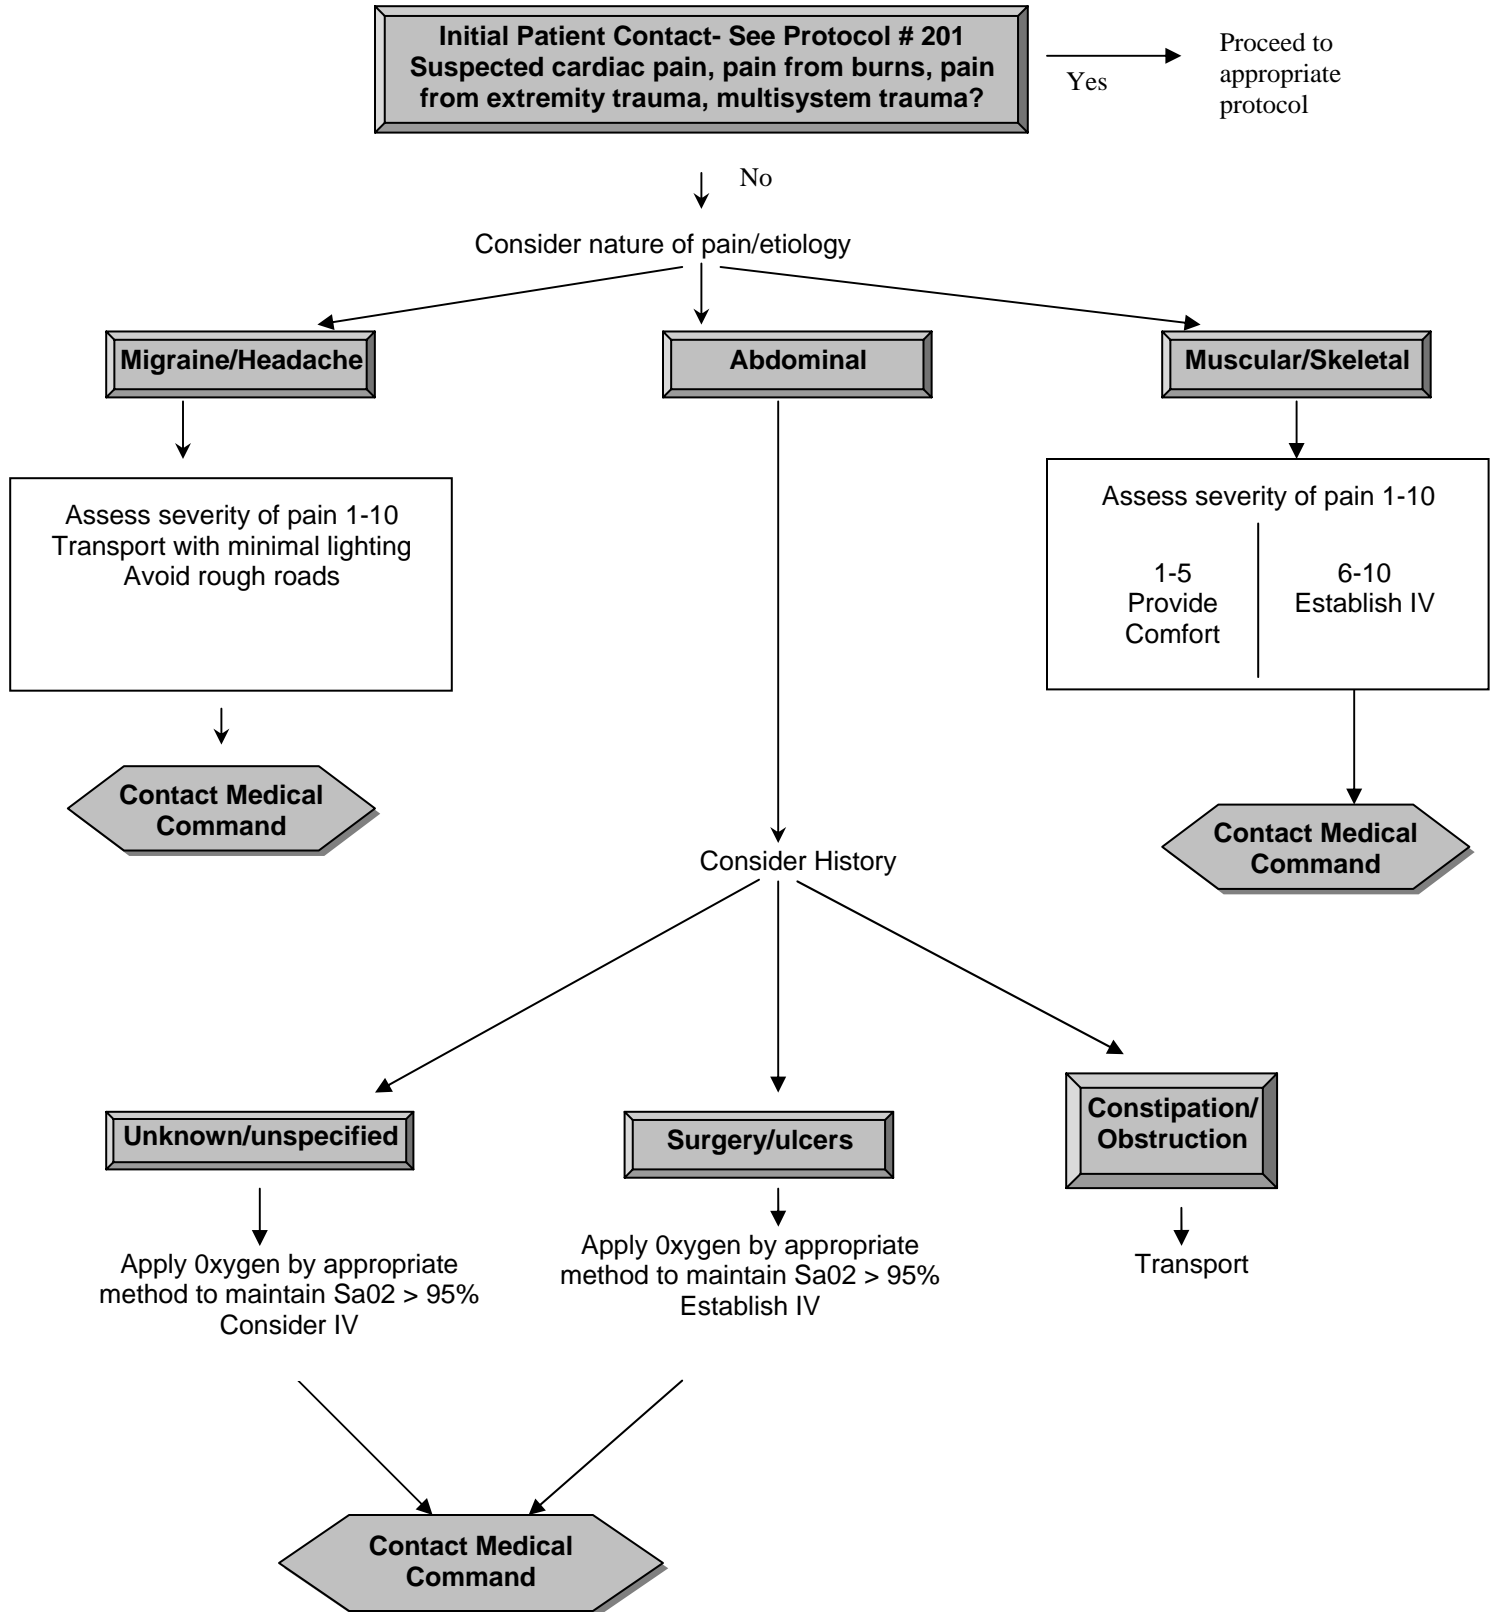 Initial Patient Contact- See Protocol # 201
Suspected cardiac pain, pain from burns, pain
from extremity trauma, multisystem trauma?
Yes
Proceed to
appropriate
protocol
No
Consider nature of pain/etiology
Migraine/Headache
Abdominal
Muscular/Skeletal
Assess severity of pain 1-10
Transport with minimal lighting
Avoid rough roads
Assess severity of pain 1-10
1-5
Provide
Comfort
6-10
Establish IV
Contact Medical
Command
Contact Medical
Command
Consider History
Unknown/unspecified
Surgery/ulcers
Constipation/
Obstruction
Apply 0xygen by appropriate
method to maintain Sa02 > 95%
Consider IV
Apply 0xygen by appropriate
method to maintain Sa02 > 95%
Establish IV
Transport
Contact Medical
Command